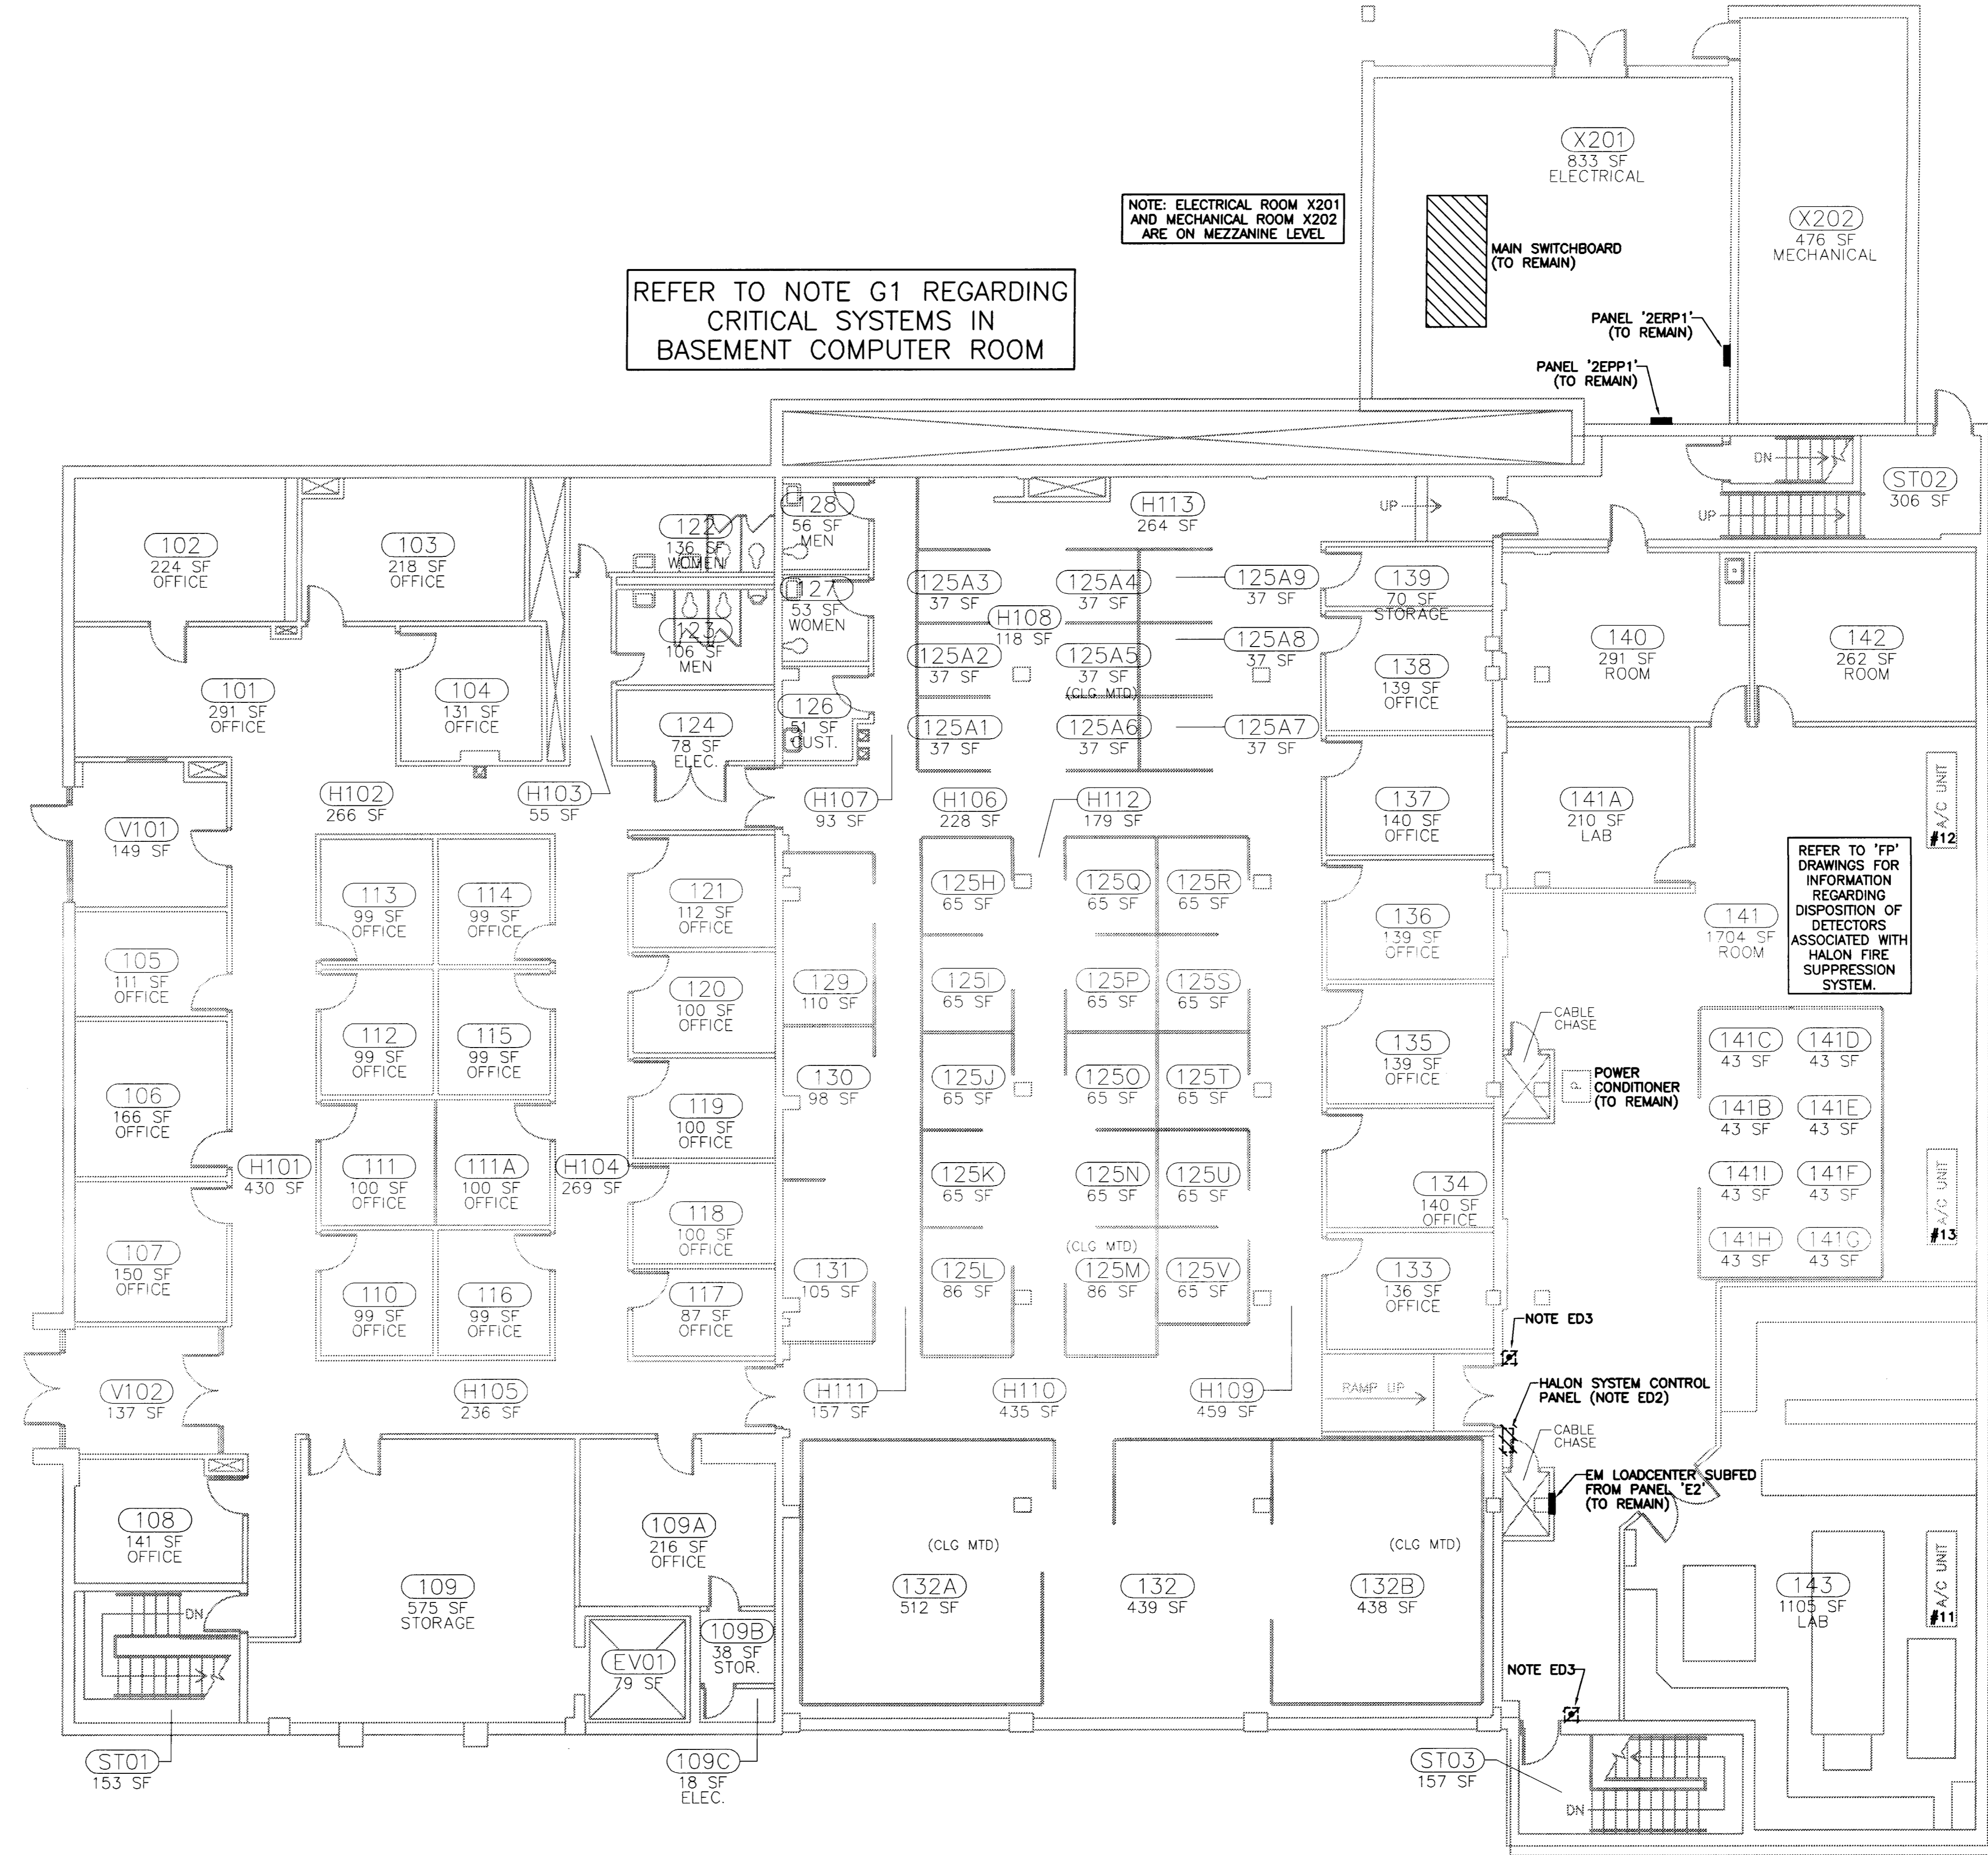 X201
833 SF
ELECTRICAL
X202
476 SF
MECHANICAL
NOTE: ELECTRICAL ROOM X201
AND MECHANICAL ROOM X202
ARE ON MEZZANINE LEVEL
MAIN SWITCHBOARD
(TO REMAIN)
REFER TO NOTE G1 REGARDING
CRITICAL SYSTEMS IN
BASEMENT COMPUTER ROOM
PANEL '2ERP1'
(TO REMAIN)
PANEL '2EPP1'
(TO REMAIN)
DN
UP
ST02
306 SF
102
224 SF
OFFICE
103
218 SF
OFFICE
122
136 SF
WOMEN
128
56 SF
MEN
H113
264 SF
UP
123
106 SF
MEN
127
53 SF
WOMEN
125A3
37 SF
125A4
37 SF
125A9
37 SF
139
70 SF
STORAGE
H108
118 SF
125A2
37 SF
125A5
37 SF
(CLG MTD)
125A8
37 SF
138
139 SF
OFFICE
140
291 SF
ROOM
142
262 SF
ROOM
101
291 SF
OFFICE
104
131 SF
OFFICE
124
78 SF
ELEC.
126
51 SF
CUST.
125A1
37 SF
125A6
37 SF
125A7
37 SF
V101
149 SF
H102
266 SF
H103
55 SF
H107
93 SF
H106
228 SF
H112
179 SF
137
140 SF
OFFICE
141A
210 SF
LAB
A/C UNIT
#12
REFER TO 'FP'
DRAWINGS FOR
INFORMATION
REGARDING
DISPOSITION OF
DETECTORS
ASSOCIATED WITH
HALON FIRE
SUPPRESSION
SYSTEM.
113
99 SF
OFFICE
114
99 SF
OFFICE
121
112 SF
OFFICE
125H
65 SF
125Q
65 SF
125R
65 SF
136
139 SF
OFFICE
141
1704 SF
ROOM
105
111 SF
OFFICE
120
100 SF
OFFICE
129
110 SF
125I
65 SF
125P
65 SF
125S
65 SF
112
99 SF
OFFICE
115
99 SF
OFFICE
135
139 SF
OFFICE
CABLE
CHASE
141C
43 SF
141D
43 SF
106
166 SF
OFFICE
119
100 SF
OFFICE
130
98 SF
125J
65 SF
125O
65 SF
125T
65 SF
POWER
CONDITIONER
(TO REMAIN)
141B
43 SF
141E
43 SF
H101
430 SF
111
100 SF
OFFICE
111A
100 SF
OFFICE
H104
269 SF
125K
65 SF
125N
65 SF
125U
65 SF
134
140 SF
OFFICE
141I
43 SF
141F
43 SF
A/C UNIT
#13
118
100 SF
OFFICE
107
150 SF
OFFICE
(CLG MTD)
141H
43 SF
141G
43 SF
110
99 SF
OFFICE
116
99 SF
OFFICE
117
87 SF
OFFICE
131
105 SF
125L
86 SF
125M
86 SF
125V
65 SF
133
136 SF
OFFICE
NOTE ED3
V102
137 SF
H105
236 SF
H111
157 SF
H110
435 SF
H109
459 SF
RAMP UP
HALON SYSTEM CONTROL
PANEL (NOTE ED2)
CABLE
CHASE
EM LOADCENTER SUBFED
FROM PANEL 'E2'
(TO REMAIN)
108
141 SF
OFFICE
109A
216 SF
OFFICE
(CLG MTD)
(CLG MTD)
109
575 SF
STORAGE
132A
512 SF
132
439 SF
132B
438 SF
143
1105 SF
LAB
A/C UNIT
#11
DN
109B
38 SF
STOR.
EV01
79 SF
NOTE ED3
ST01
153 SF
109C
18 SF
ELEC.
ST03
157 SF
DN